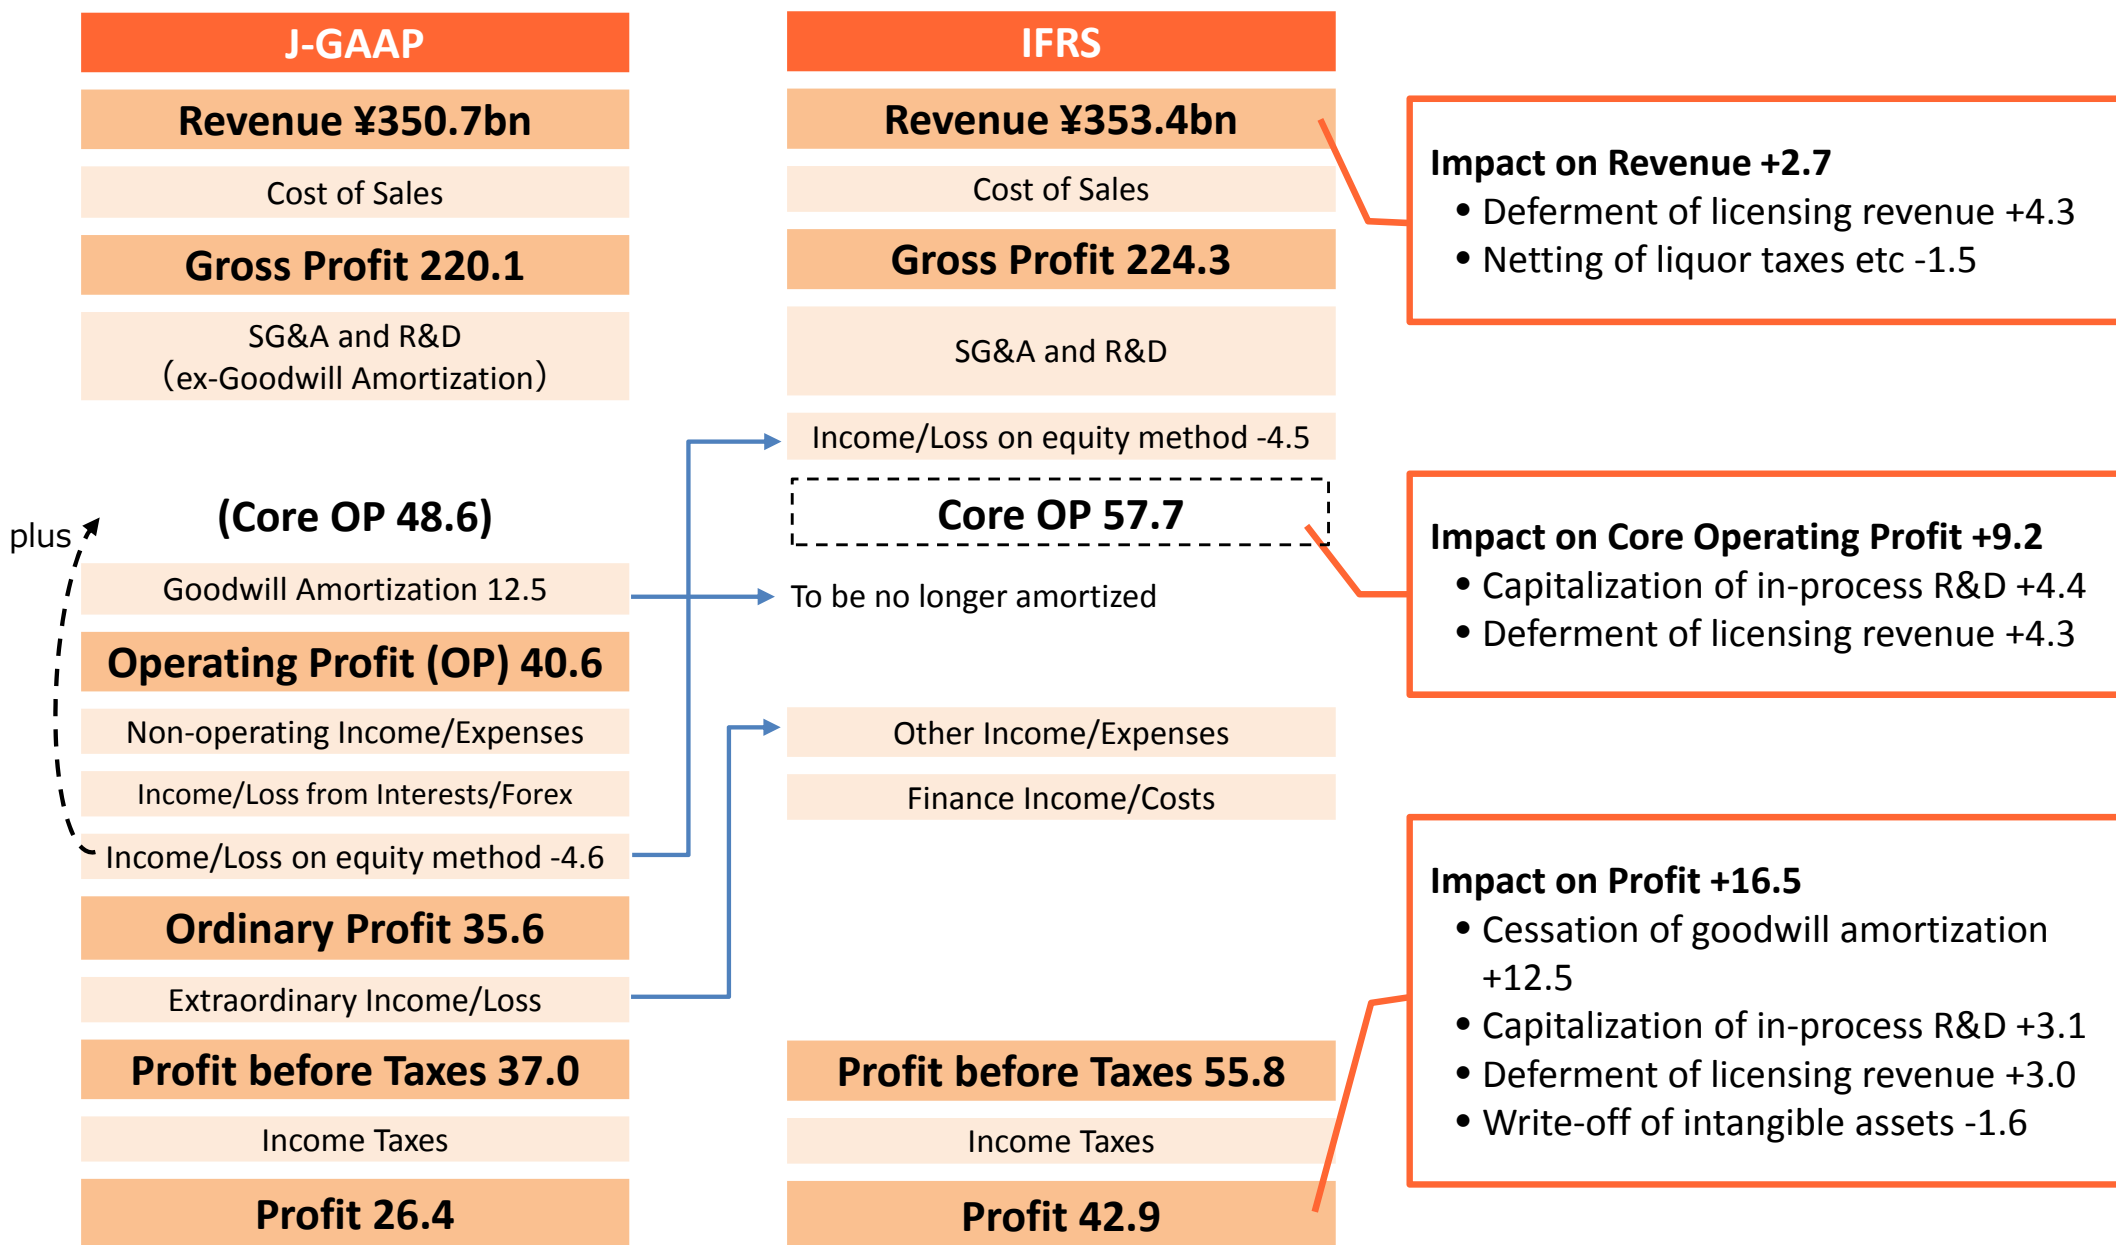 J-GAAP
Revenue ¥350.7bn
Cost of Sales
Gross Profit 220.1
SG&A and R&D
（ex-Goodwill Amortization）
plus
(Core OP 48.6)
Goodwill Amortization 12.5
Operating Profit (OP) 40.6
Non-operating Income/Expenses
Income/Loss from Interests/Forex
Income/Loss on equity method -4.6
Ordinary Profit 35.6
Extraordinary Income/Loss
Profit before Taxes 37.0
Income Taxes
Profit 26.4
IFRS
Revenue ¥353.4bn
Cost of Sales
Gross Profit 224.3
SG&A and R&D
Income/Loss on equity method -4.5
Core OP 57.7
To be no longer amortized
Other Income/Expenses
Finance Income/Costs
Profit before Taxes 55.8
Income Taxes
Profit 42.9
Impact on Revenue +2.7
• Deferment of licensing revenue +4.3
• Netting of liquor taxes etc -1.5
Impact on Core Operating Profit +9.2
• Capitalization of in-process R&D +4.4
• Deferment of licensing revenue +4.3
Impact on Profit +16.5
• Cessation of goodwill amortization
+12.5
• Capitalization of in-process R&D +3.1
• Deferment of licensing revenue +3.0
• Write-off of intangible assets -1.6